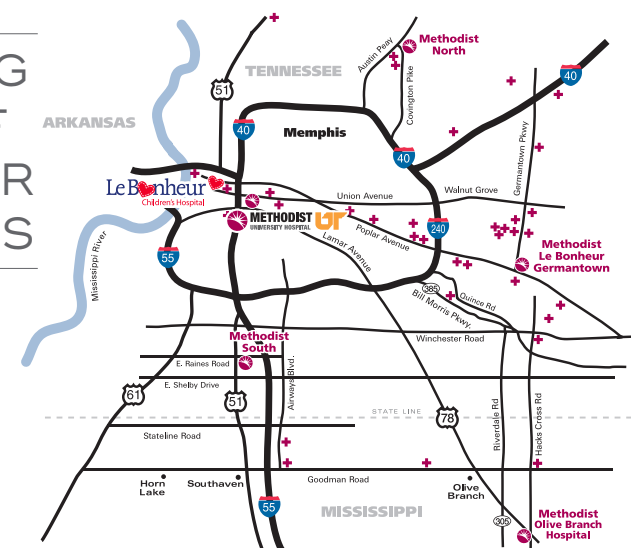 G
R
S
TENNESSEE
ARKANSAS
MISSISSIPPI
Memphis
Methodist
North
Austin Peay
Covington Pike
51
40
40
40
Germantown Pkwy
Le Bonheur
Children's Hospital
METHODIST
UNIVERSITY HOSPITAL
UT
Union Avenue
Walnut Grove
Poplar Avenue
Lamar Avenue
240
55
Mississippi River
Methodist
Le Bonheur
Germantown
385
Quince Rd
Bill Morris Pkwy.
Winchester Road
Methodist
South
E. Raines Road
E. Shelby Drive
Airways Blvd.
61
51
78
STATE LINE
Stateline Road
Riverdale Rd
Hacks Cross Rd
Goodman Road
Horn
Lake
Southaven
Olive
Branch
55
305
Methodist
Olive Branch
Hospital